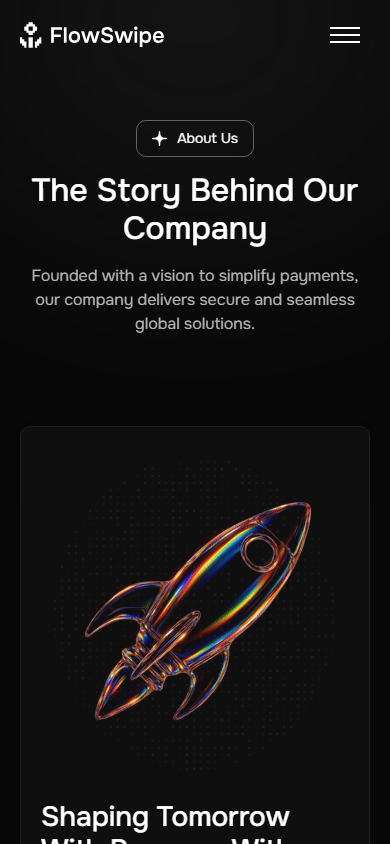 FlowSwipe
About Us
The Story Behind Our
Company
Founded with a vision to simplify payments,
our company delivers secure and seamless
global solutions.
Shaping Tomorrow